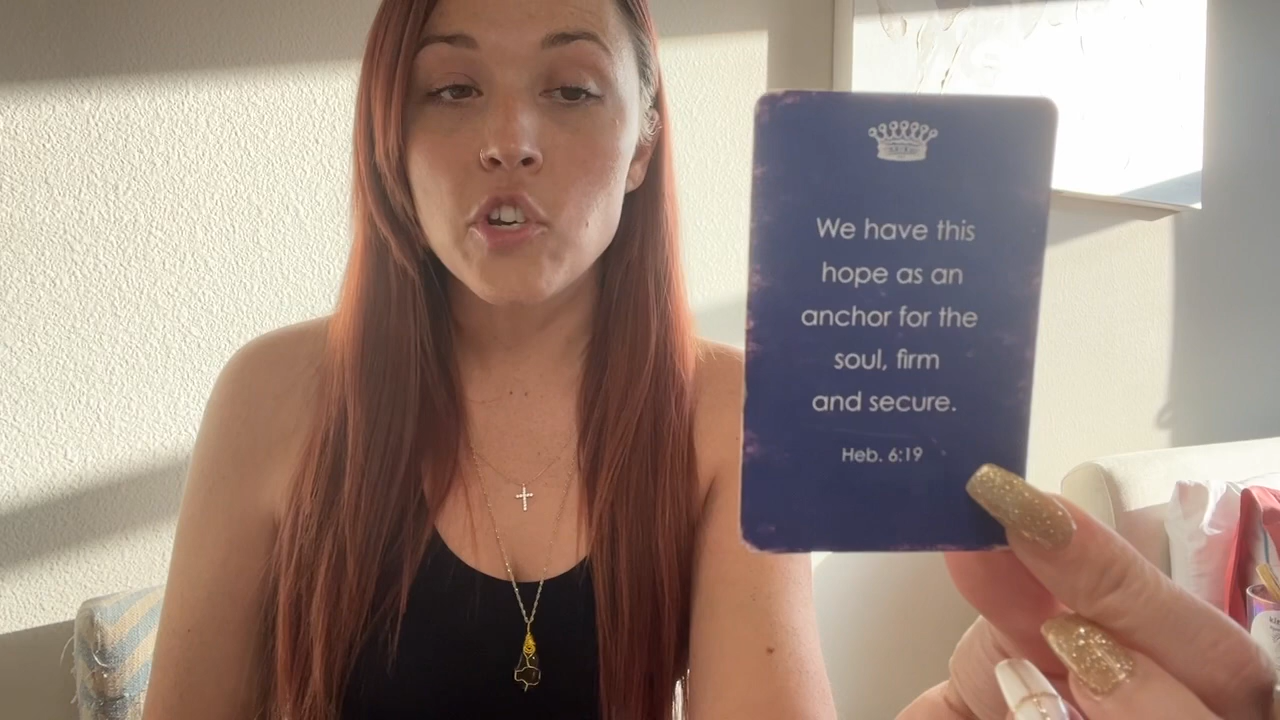 We have this
hope as an
anchor for the
soul, firm
and secure.
Heb. 6:19